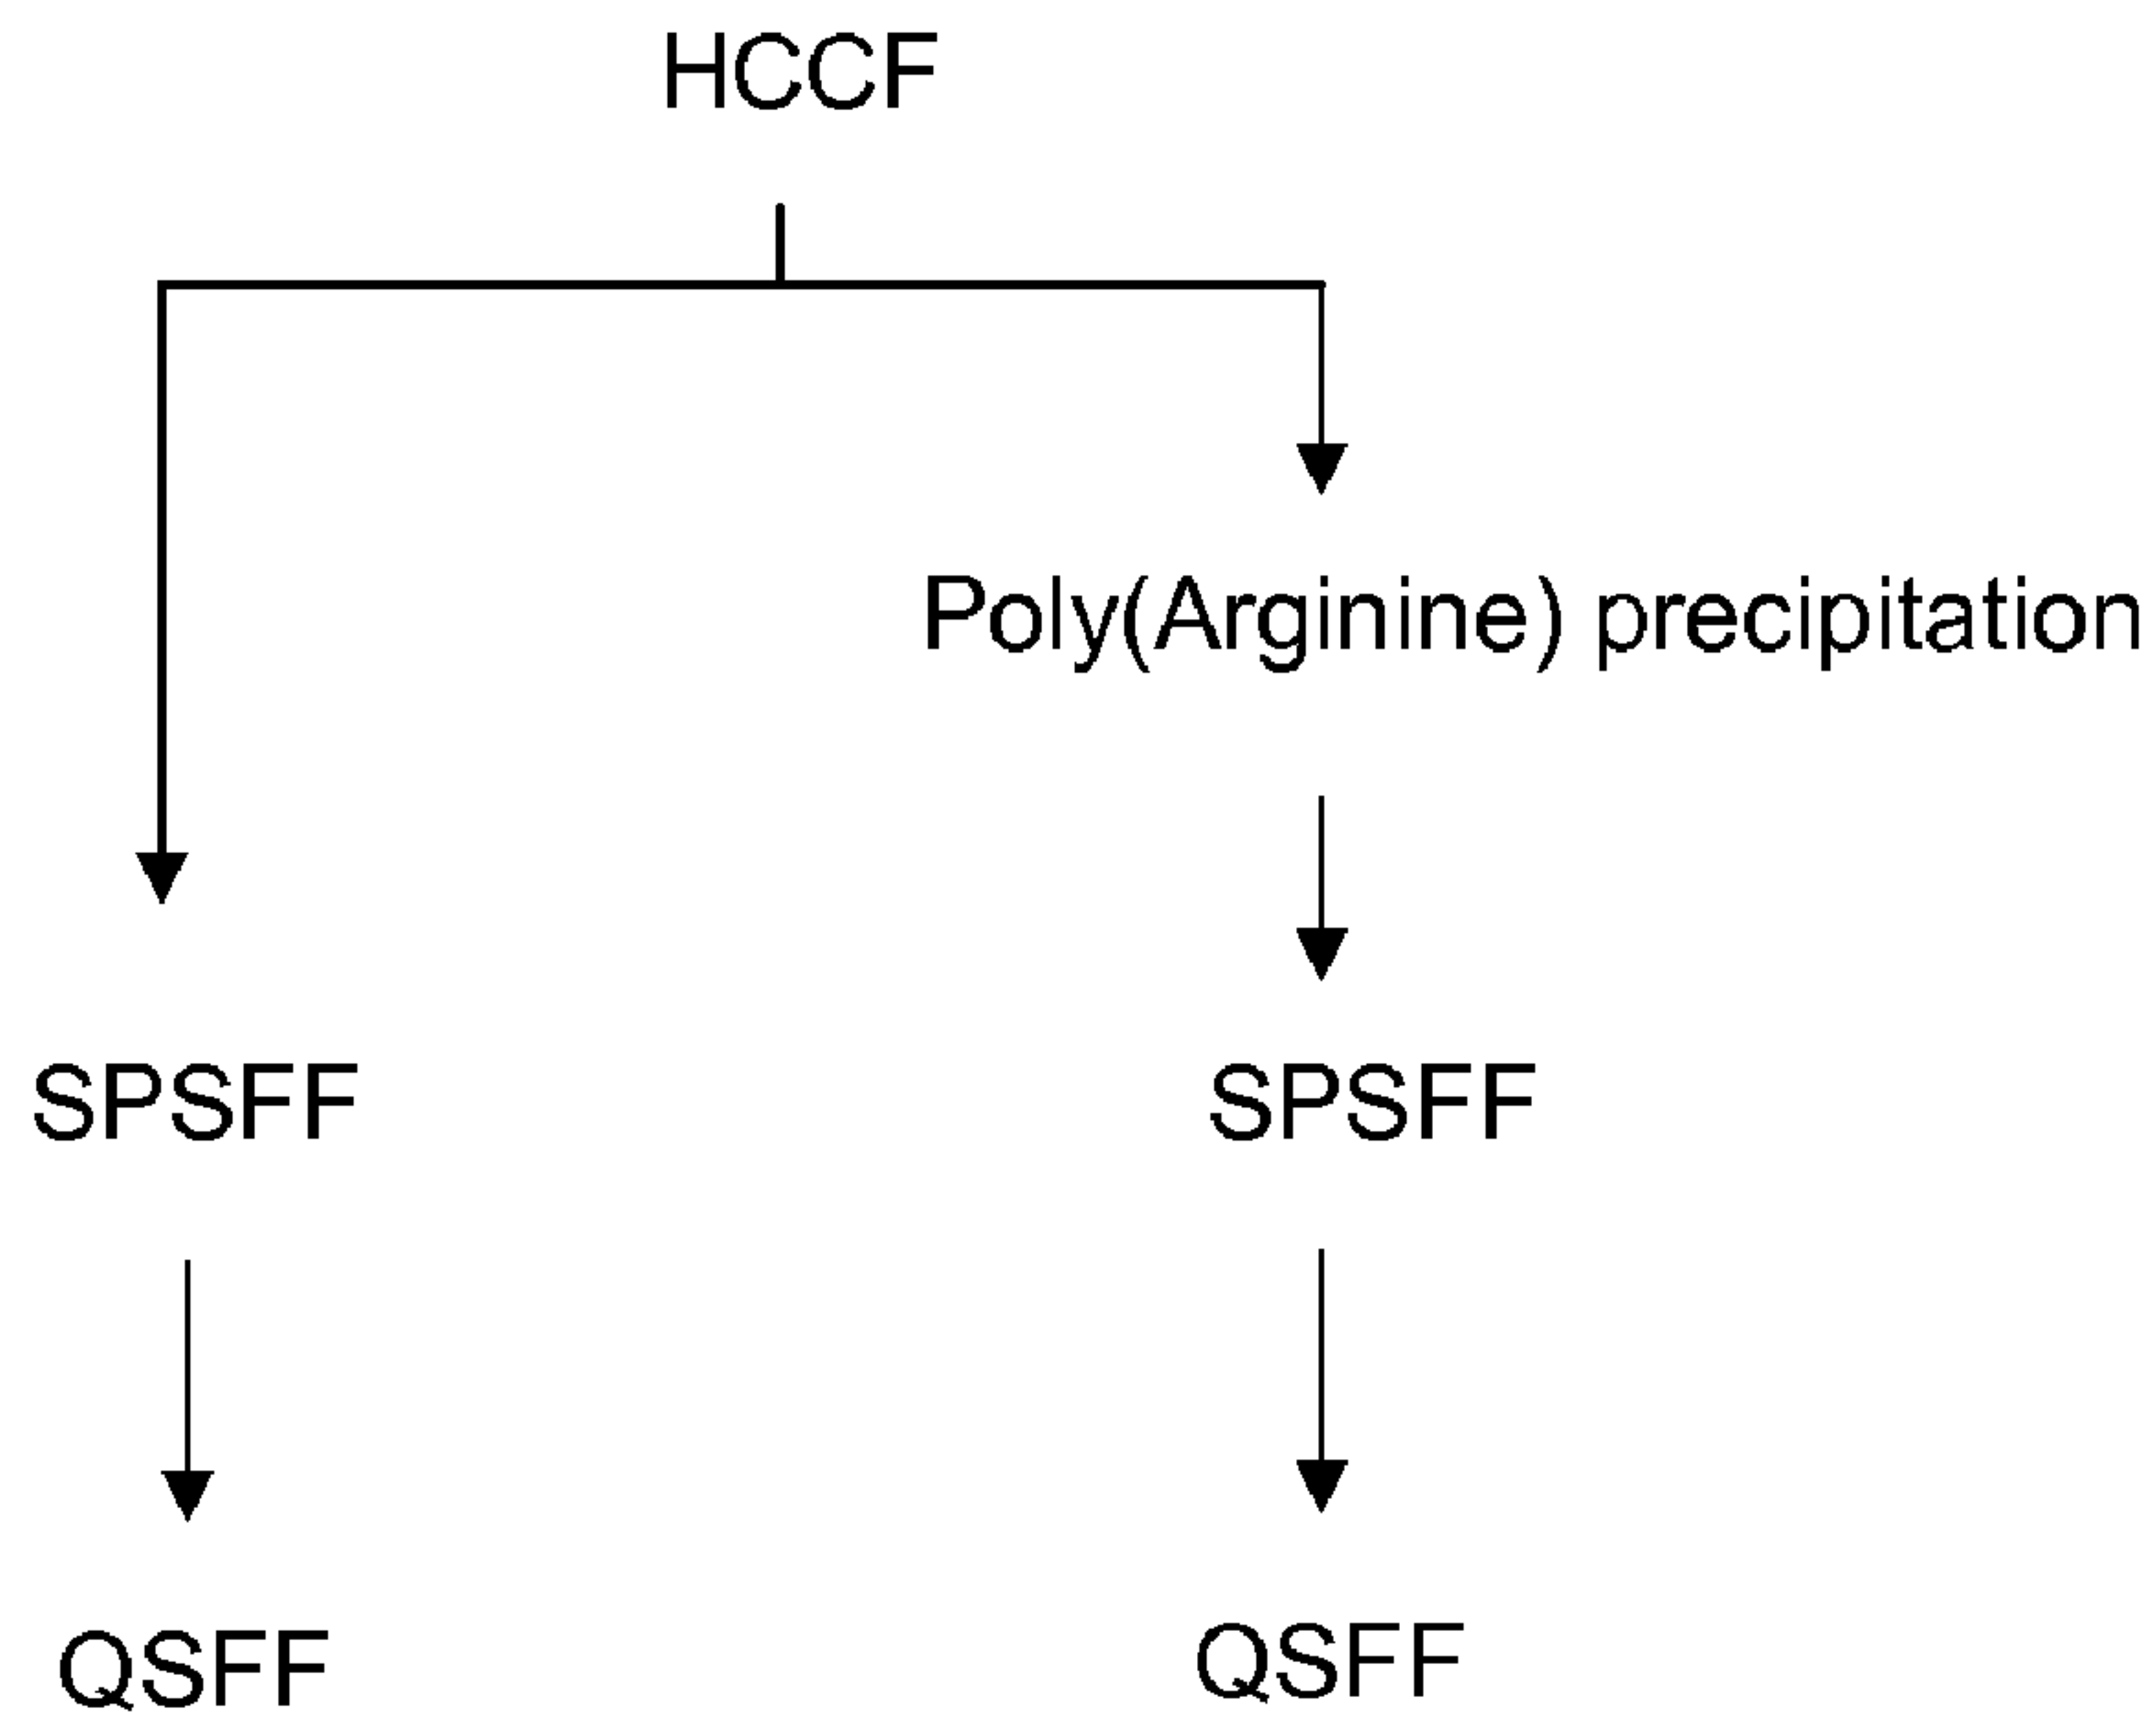 HCCF
Poly(Arginine) precipitation
SPSFF
SPSFF
QSFF
QSFF